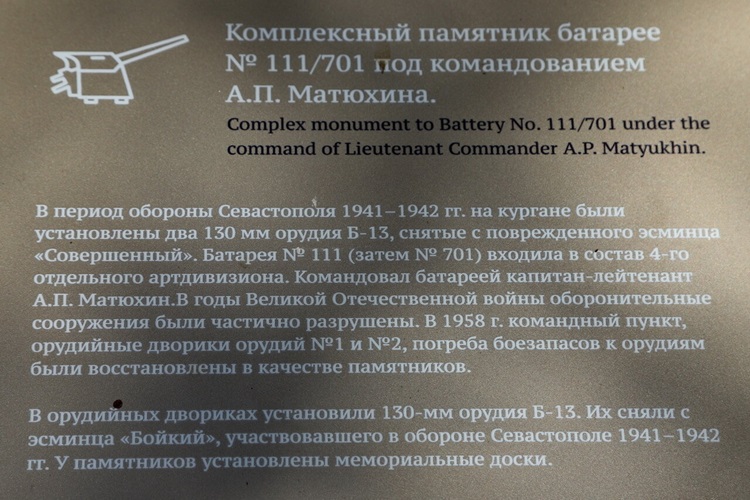 Комплексный памятник батарее
№ 111/701 под командованием
А.П. Матюхина.
Complex monument to Battery No. 111/701 under the
command of Lieutenant Commander A.P. Matyukhin.
В период обороны Севастополя 1941–1942 гг. на кургане были
установлены два 130 мм орудия Б-13, снятые с поврежденного эсминца
«Совершенный». Батарея № 111 (затем № 701) входила в состав 4-го
отдельного артдивизиона. Командовал батареей капитан-лейтенант
А.П. Матюхин.В годы Великой Отечественной войны оборонительные
сооружения были частично разрушены. В 1958 г. командный пункт,
орудийные дворики орудий №1 и №2, погреба боезапасов к орудиям
были восстановлены в качестве памятников.
В орудийных двориках установили 130-мм орудия Б-13. Их сняли с
эсминца «Бойкий», участвовавшего в обороне Севастополе 1941–1942
гг. У памятников установлены мемориальные доски.